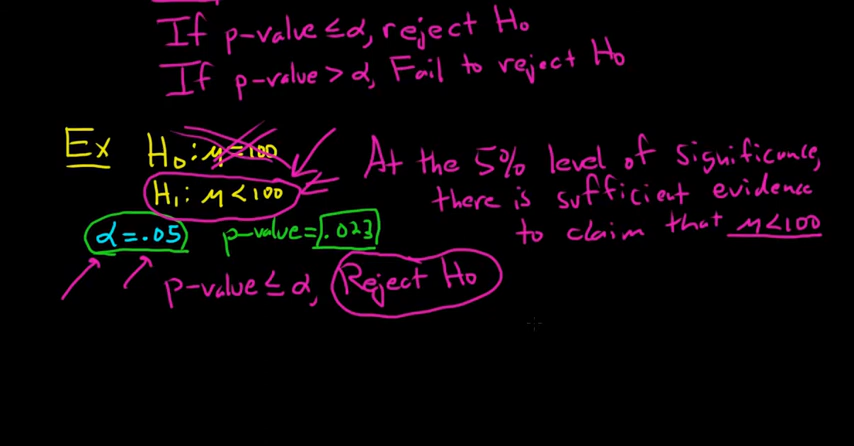 If p-value ≤ α, reject H₀
If p-value > α, Fail to reject H₀
Ex H₀: μ = 100
H₁: μ < 100
α = .05 p-value = .023
p-value ≤ α, Reject H₀
At the 5% level of significance,
there is sufficient evidence
to claim that μ < 100